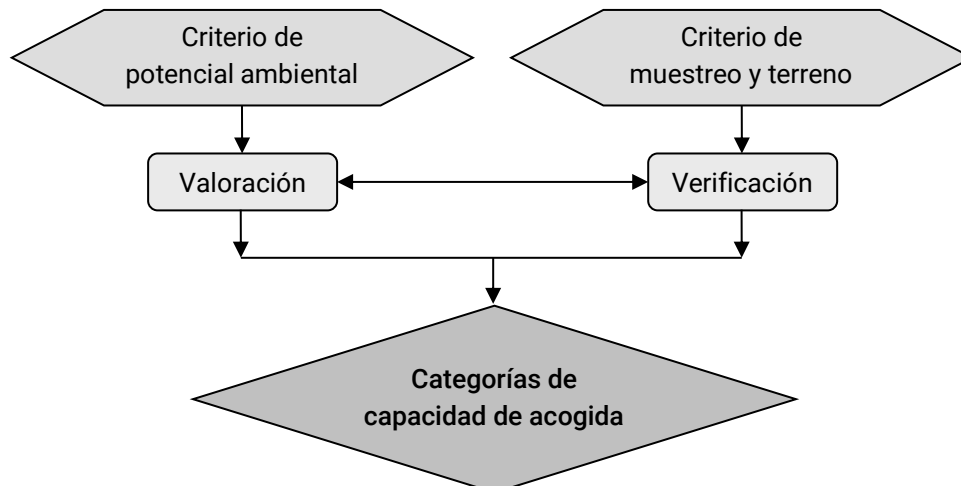 Criterio de
potencial ambiental
Criterio de
muestreo y terreno
Valoración
Verificación
Categorías de
capacidad de acogida